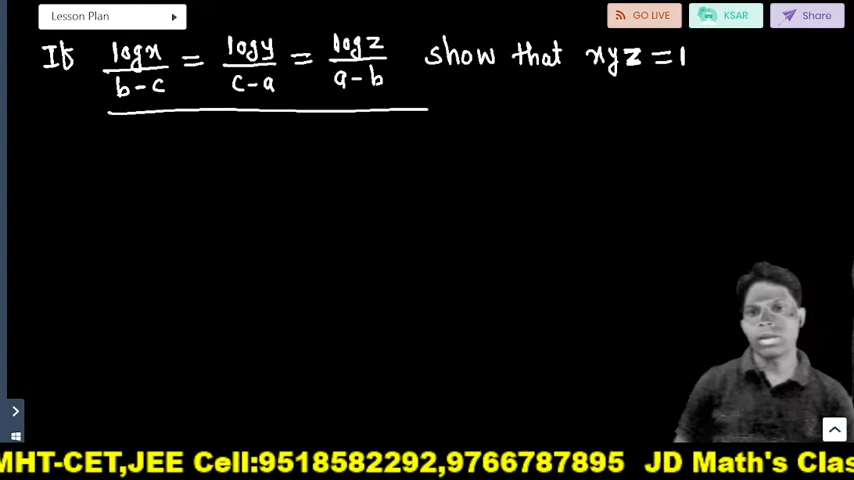 Lesson Plan
GO LIVE
KSAR
Share
If logx/b-c = logy/c-a = logz/a-b show that xyz = 1
MHT-CET,JEE Cell:9518582292,9766787895 JD Math's Clas